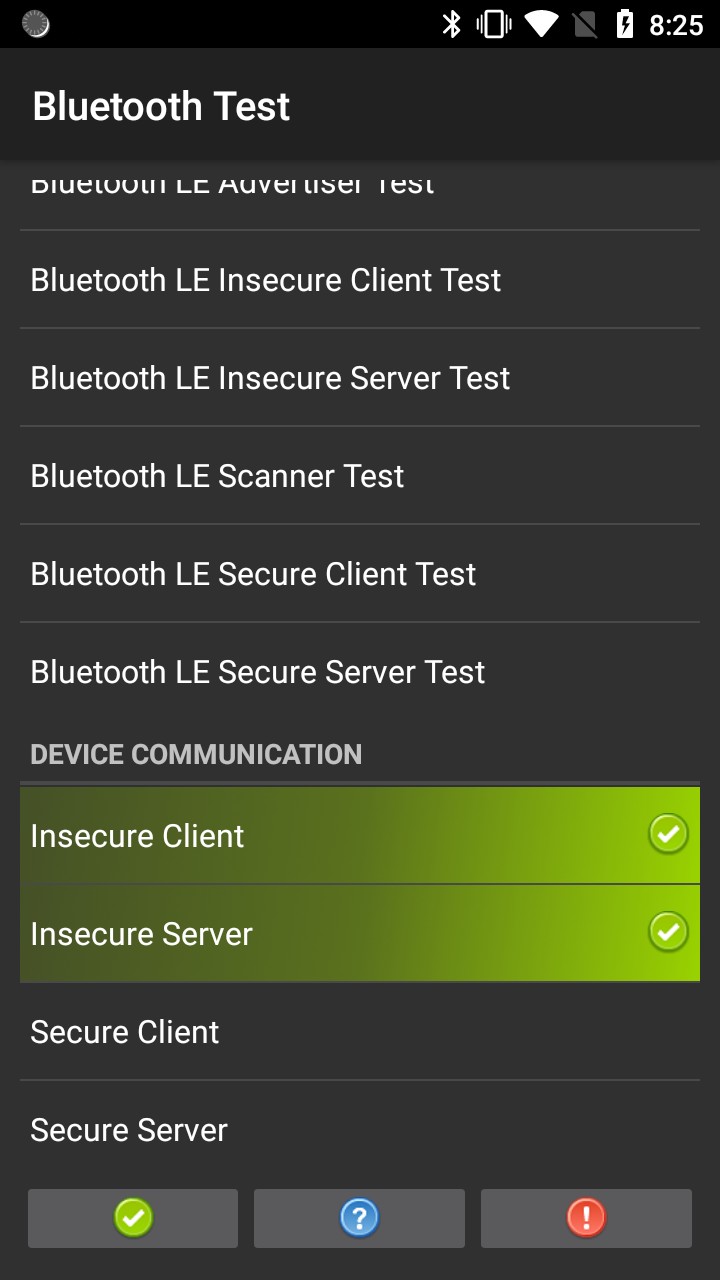 8:25
Bluetooth Test
Bluetooth LE Advertiser Test
Bluetooth LE Insecure Client Test
Bluetooth LE Insecure Server Test
Bluetooth LE Scanner Test
Bluetooth LE Secure Client Test
Bluetooth LE Secure Server Test
DEVICE COMMUNICATION
Insecure Client
Insecure Server
Secure Client
Secure Server